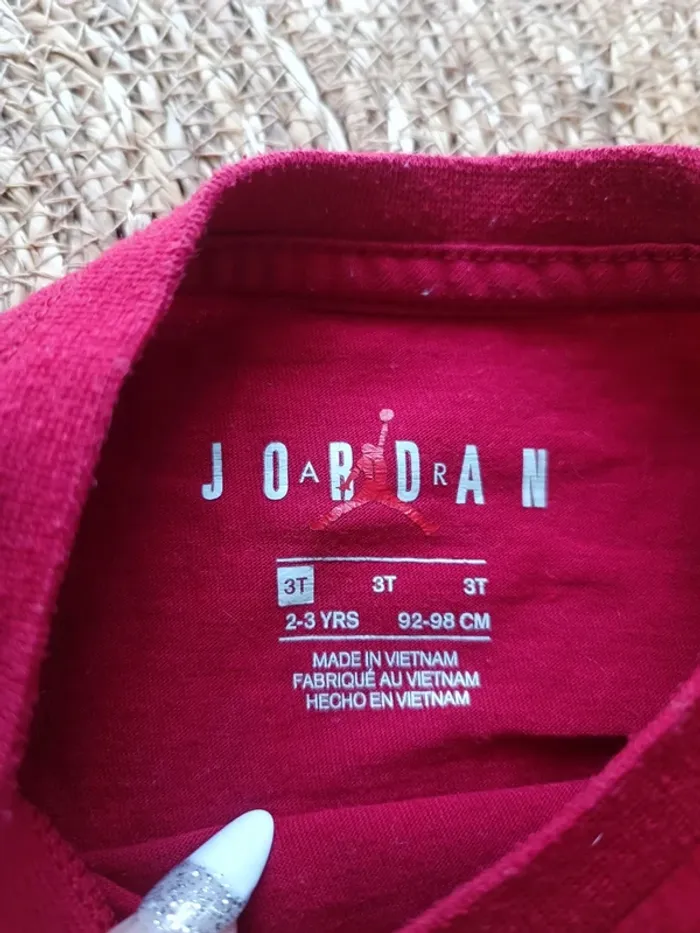 JORDAN
AIR
3T 3T 3T
2-3 YRS 92-98 CM
MADE IN VIETNAM
FABRIQUÉ AU VIETNAM
HECHO EN VIETNAM